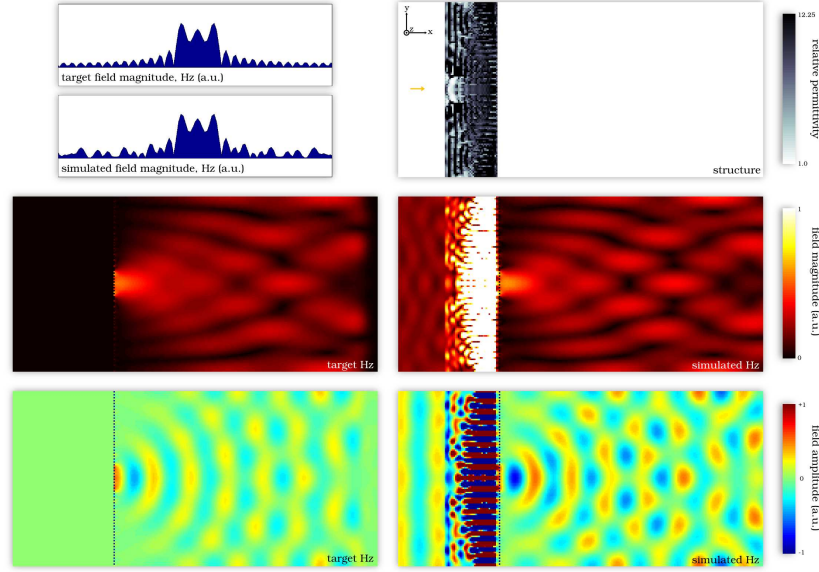 target field magnitude, Hz (a.u.)
simulated field magnitude, Hz (a.u.)
y
z
x
structure
12.25
1.0
relative permittivity
target Hz
simulated Hz
1
0
field magnitude (a.u.)
target Hz
simulated Hz
+1
0
-1
field amplitude (a.u.)